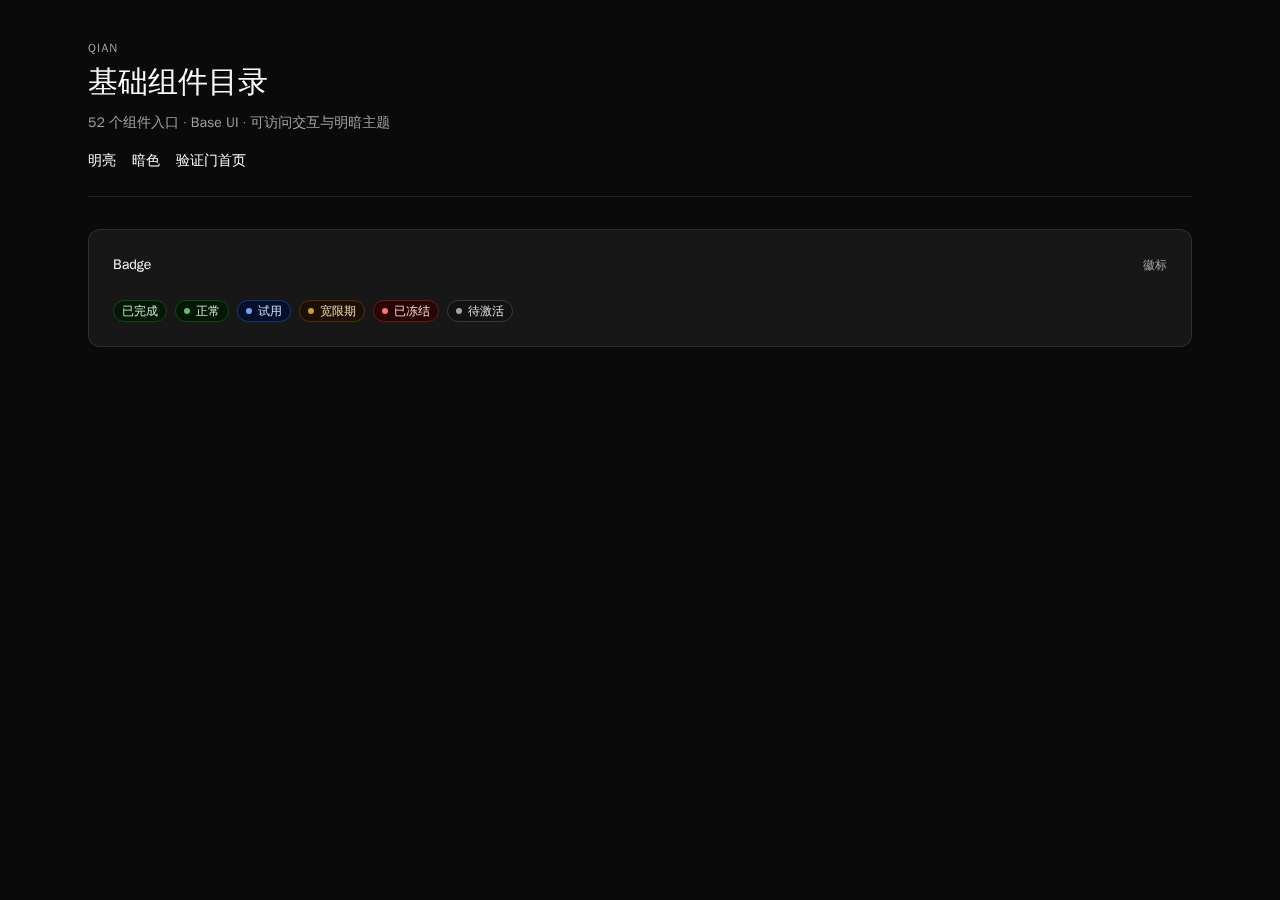 QIAN
基础组件目录
52 个组件入口 · Base UI · 可访问交互与明暗主题
明亮 暗色 验证门首页
Badge 徽标
已完成 正常 试用 宽限期 已冻结 待激活